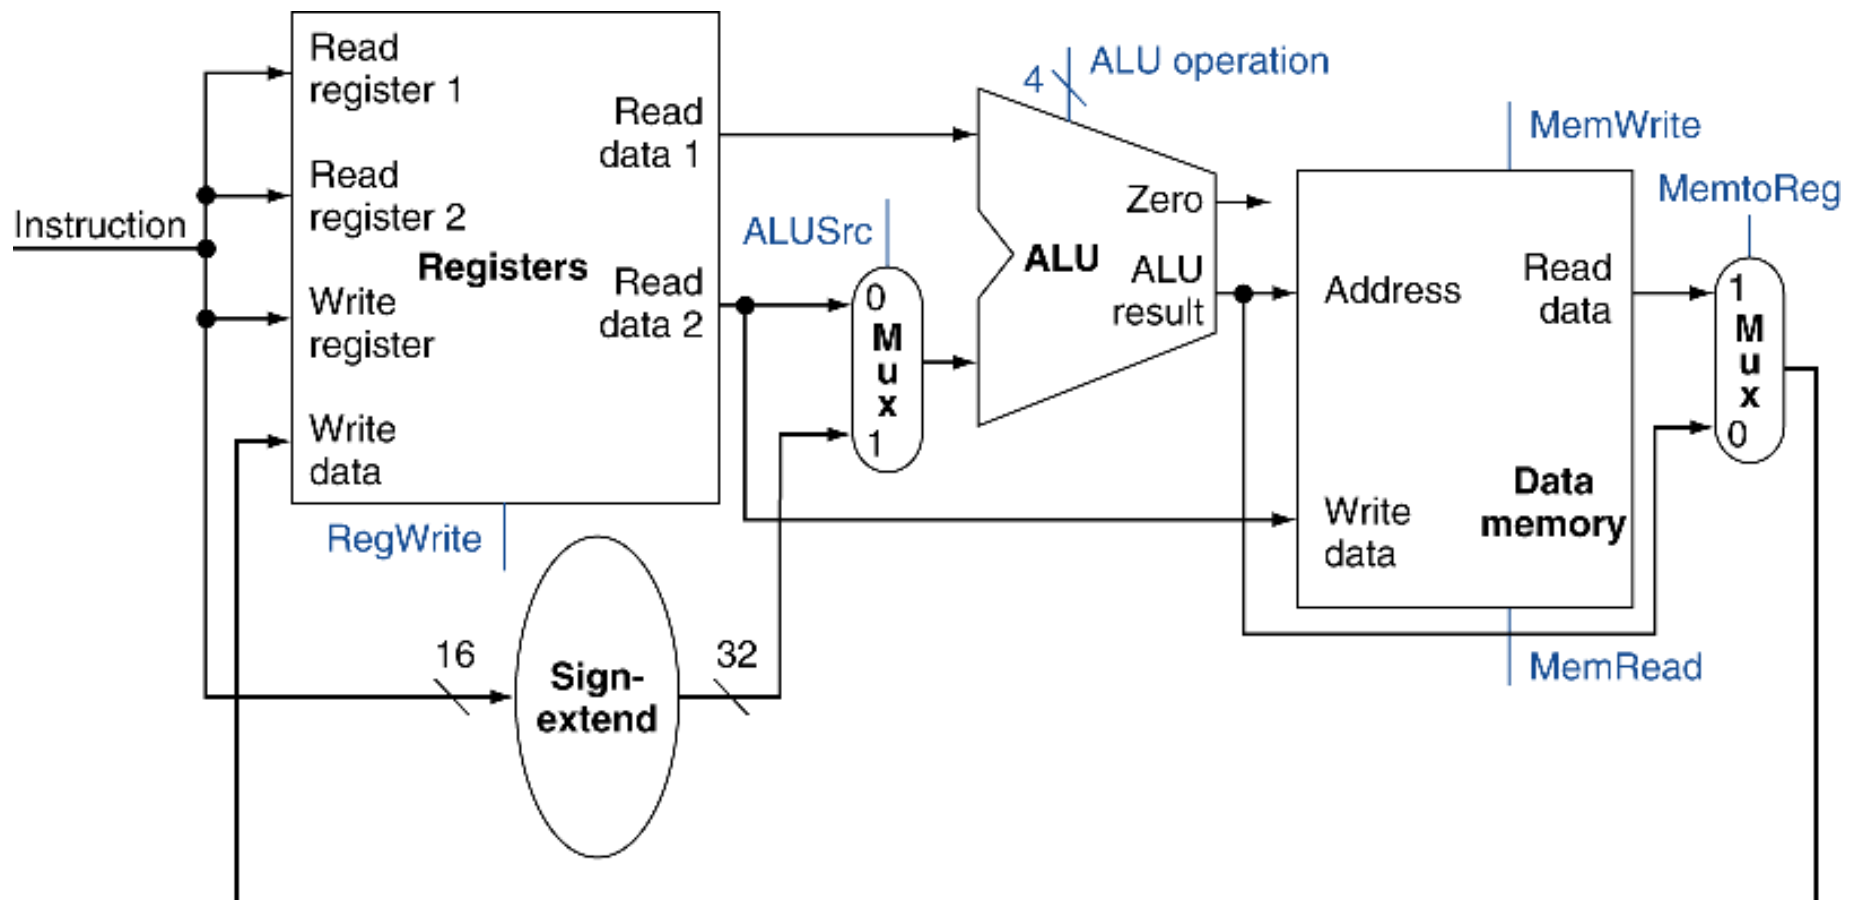 Instruction
Read
register 1
Read
register 2
Registers
Write
register
Write
data
Read
data 1
Read
data 2
RegWrite
16
Sign-
extend
32
ALUSrc
0
M
u
x
1
4
ALU operation
Zero
ALU
ALU
result
MemWrite
Address
Read
data
Write
data
Data
memory
MemRead
MemtoReg
1
M
u
x
0